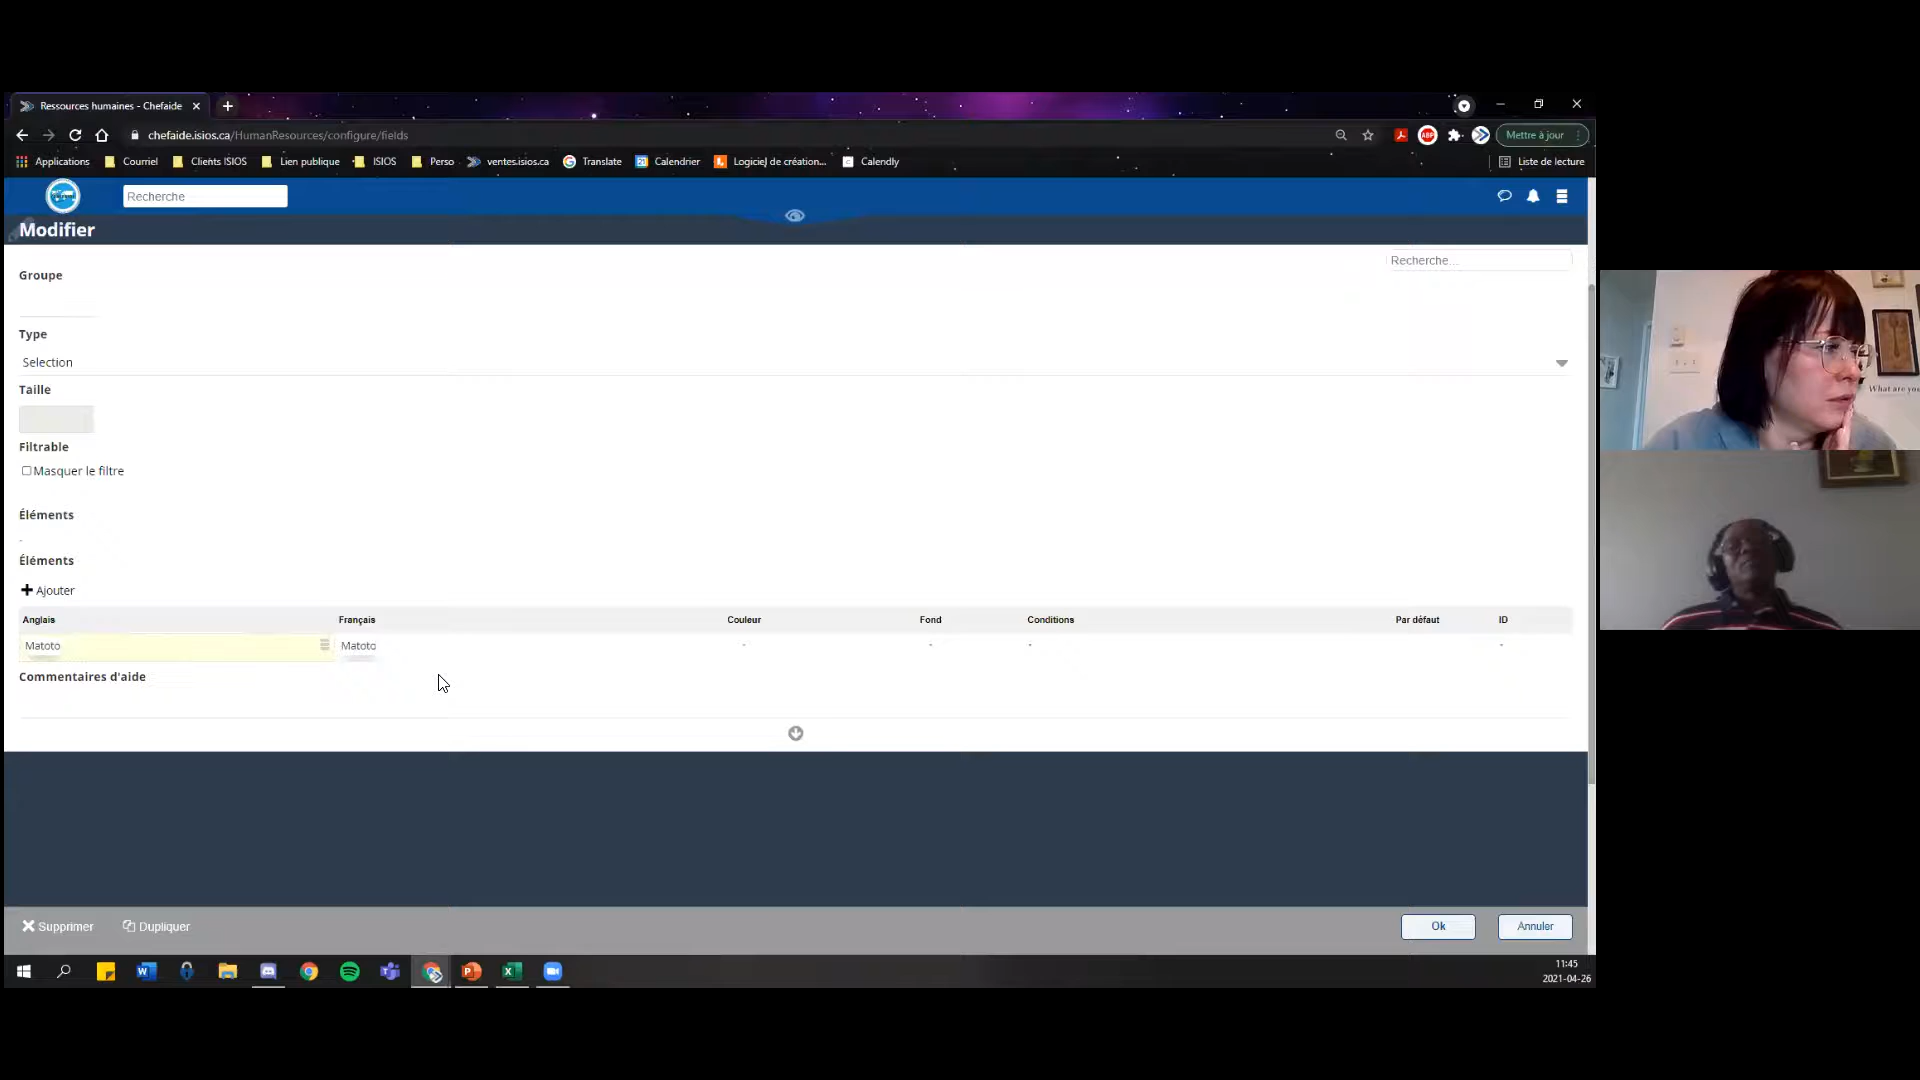 Ressources humaines - Chefaide
chefaide.isios.ca/HumanResources/configure/fields
Mettre à jour
Applications Courriel Clients ISIOS Lien publique ISIOS Perso ventes.isios.ca Translate Calendrier Logiciel de création... Calendly Liste de lecture
Recherche
Modifier
Recherche...
Groupe
Type
Selection
Taille
Filtrable
Masquer le filtre
Éléments
-
Éléments
+ Ajouter
Anglais Français Couleur Fond Conditions Par défaut ID
Matoto Matoto - - - -
Commentaires d'aide
Supprimer Dupliquer Ok Annuler
11:45
2021-04-26
What are you